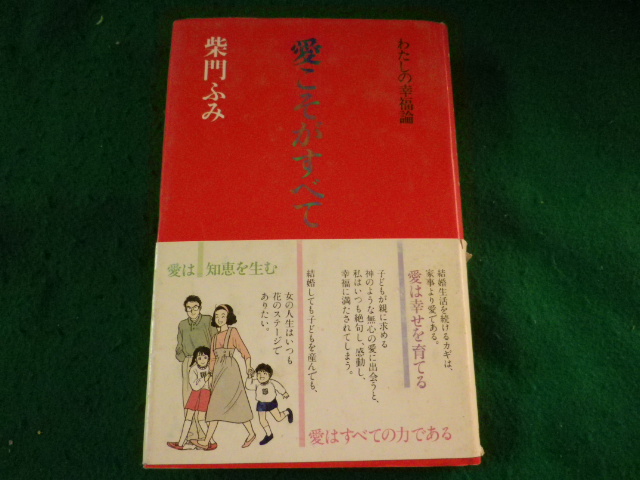 わたしの幸福論
愛こそがすべて
柴門ふみ
結婚生活を続けるカギは、
家事より愛である。
愛は幸せを育てる
子どもが親に求める
神のような無心の愛に出会うと、
私はいつも絶句し、感動し、
幸福に満たされてしまう。
結婚しても子どもを産んでも、
女の人生はいつも
花のステージで
ありたい。
愛は 知恵を生む
愛はすべての力である